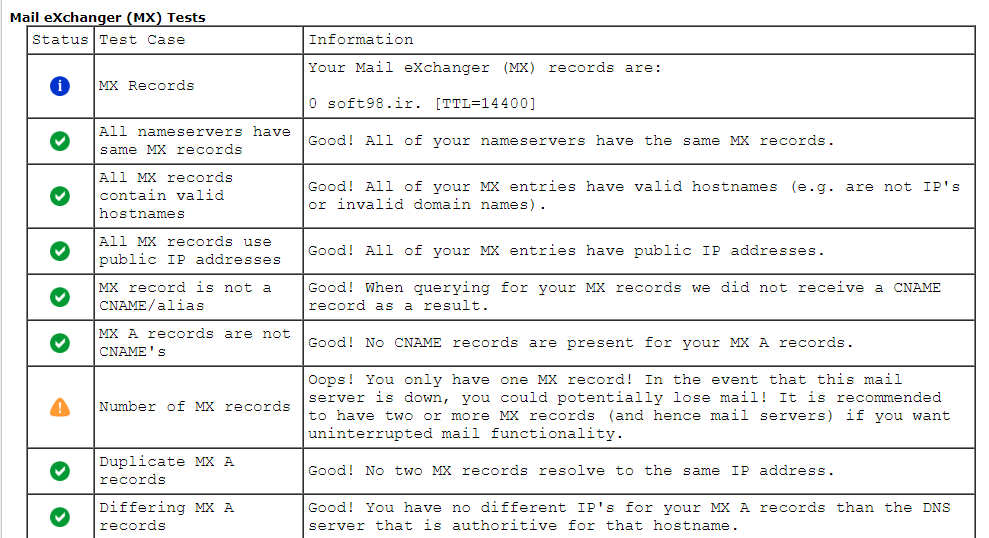 Mail eXchanger (MX) Tests
Status Test Case Information
MX Records
Your Mail eXchanger (MX) records are:
0 soft98.ir. [TTL=14400]
All nameservers have
same MX records
Good! All of your nameservers have the same MX records.
All MX records
contain valid
hostnames
Good! All of your MX entries have valid hostnames (e.g. are not IP's
or invalid domain names).
All MX records use
public IP addresses
Good! All of your MX entries have public IP addresses.
MX record is not a
CNAME/alias
Good! When querying for your MX records we did not receive a CNAME
record as a result.
MX A records are not
CNAME's
Good! No CNAME records are present for your MX A records.
Number of MX records
Oops! You only have one MX record! In the event that this mail
server is down, you could potentially lose mail! It is recommended
to have two or more MX records (and hence mail servers) if you want
uninterrupted mail functionality.
Duplicate MX A
records
Good! No two MX records resolve to the same IP address.
Differing MX A
records
Good! You have no different IP's for your MX A records than the DNS
server that is authoritive for that hostname.